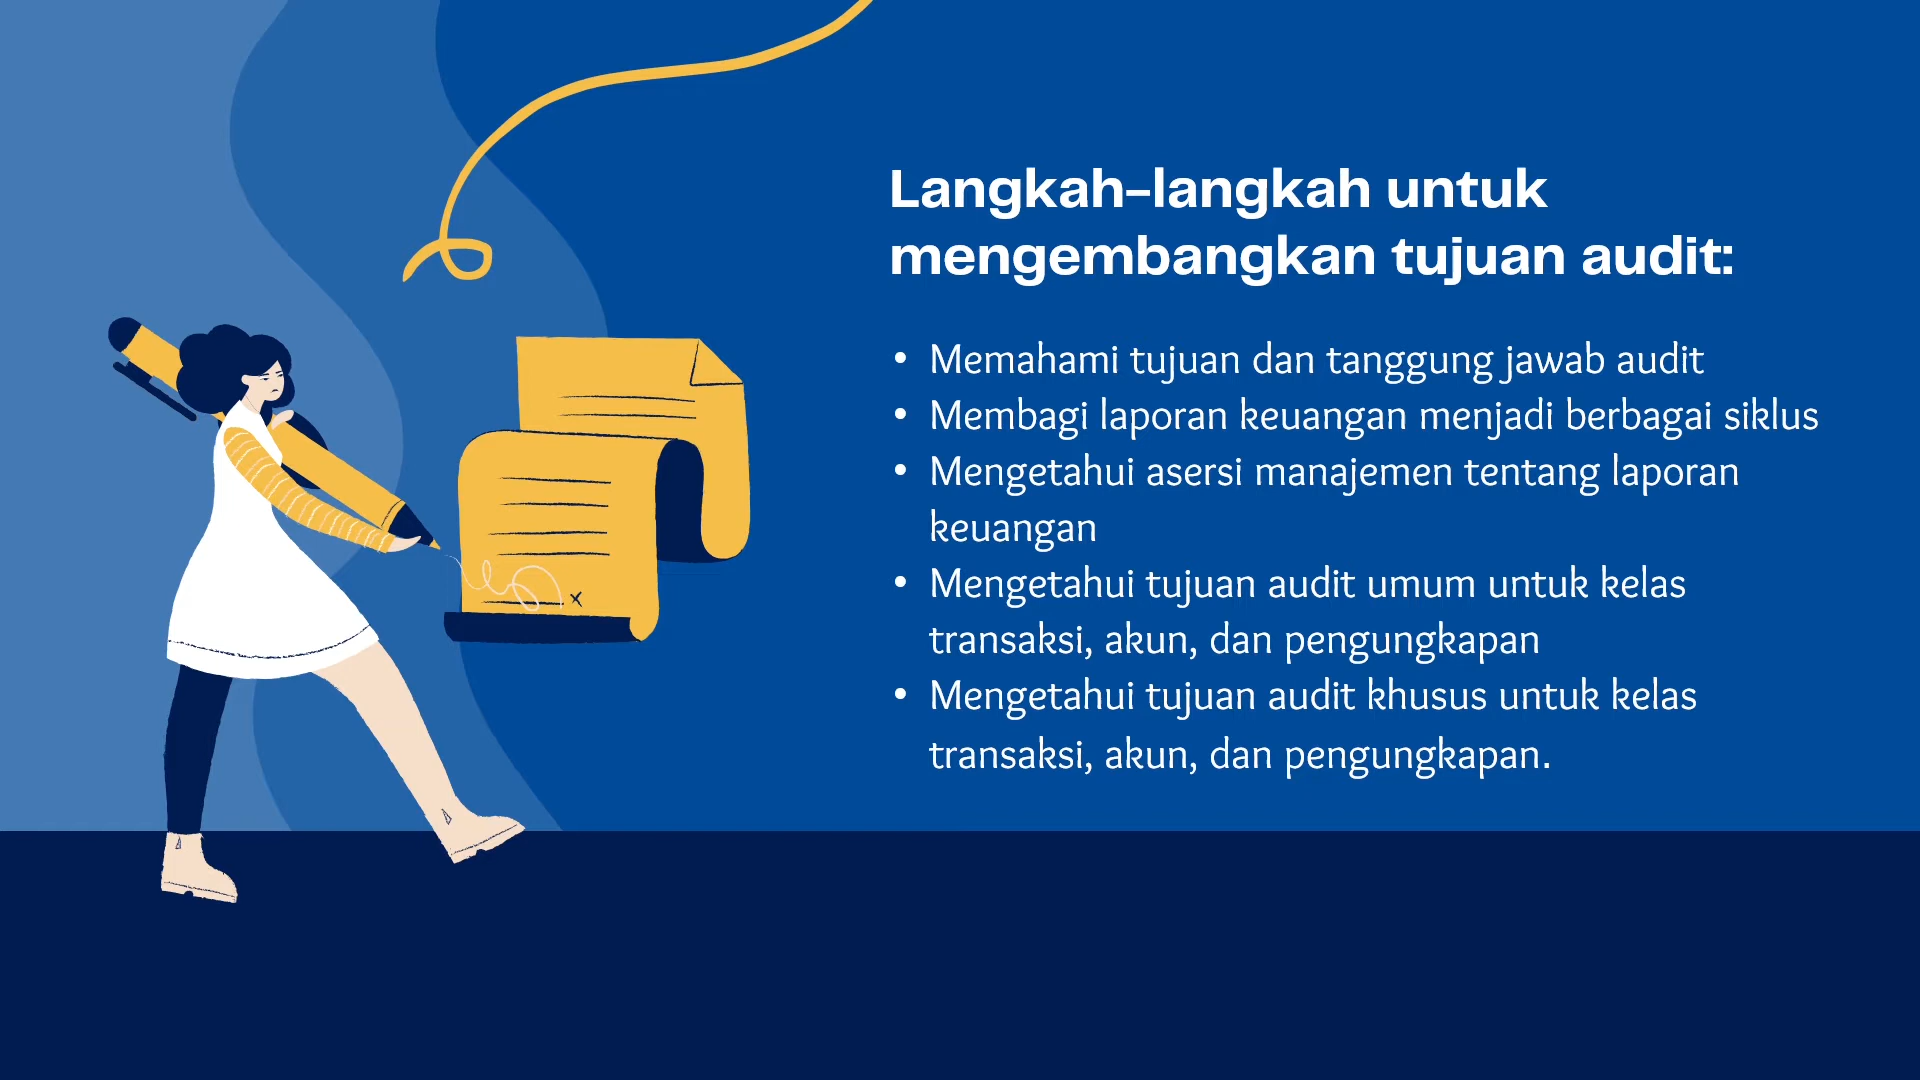 Langkah-langkah untuk
mengembangkan tujuan audit:
• Memahami tujuan dan tanggung jawab audit
• Membagi laporan keuangan menjadi berbagai siklus
• Mengetahui asersi manajemen tentang laporan
keuangan
• Mengetahui tujuan audit umum untuk kelas
transaksi, akun, dan pengungkapan
• Mengetahui tujuan audit khusus untuk kelas
transaksi, akun, dan pengungkapan.